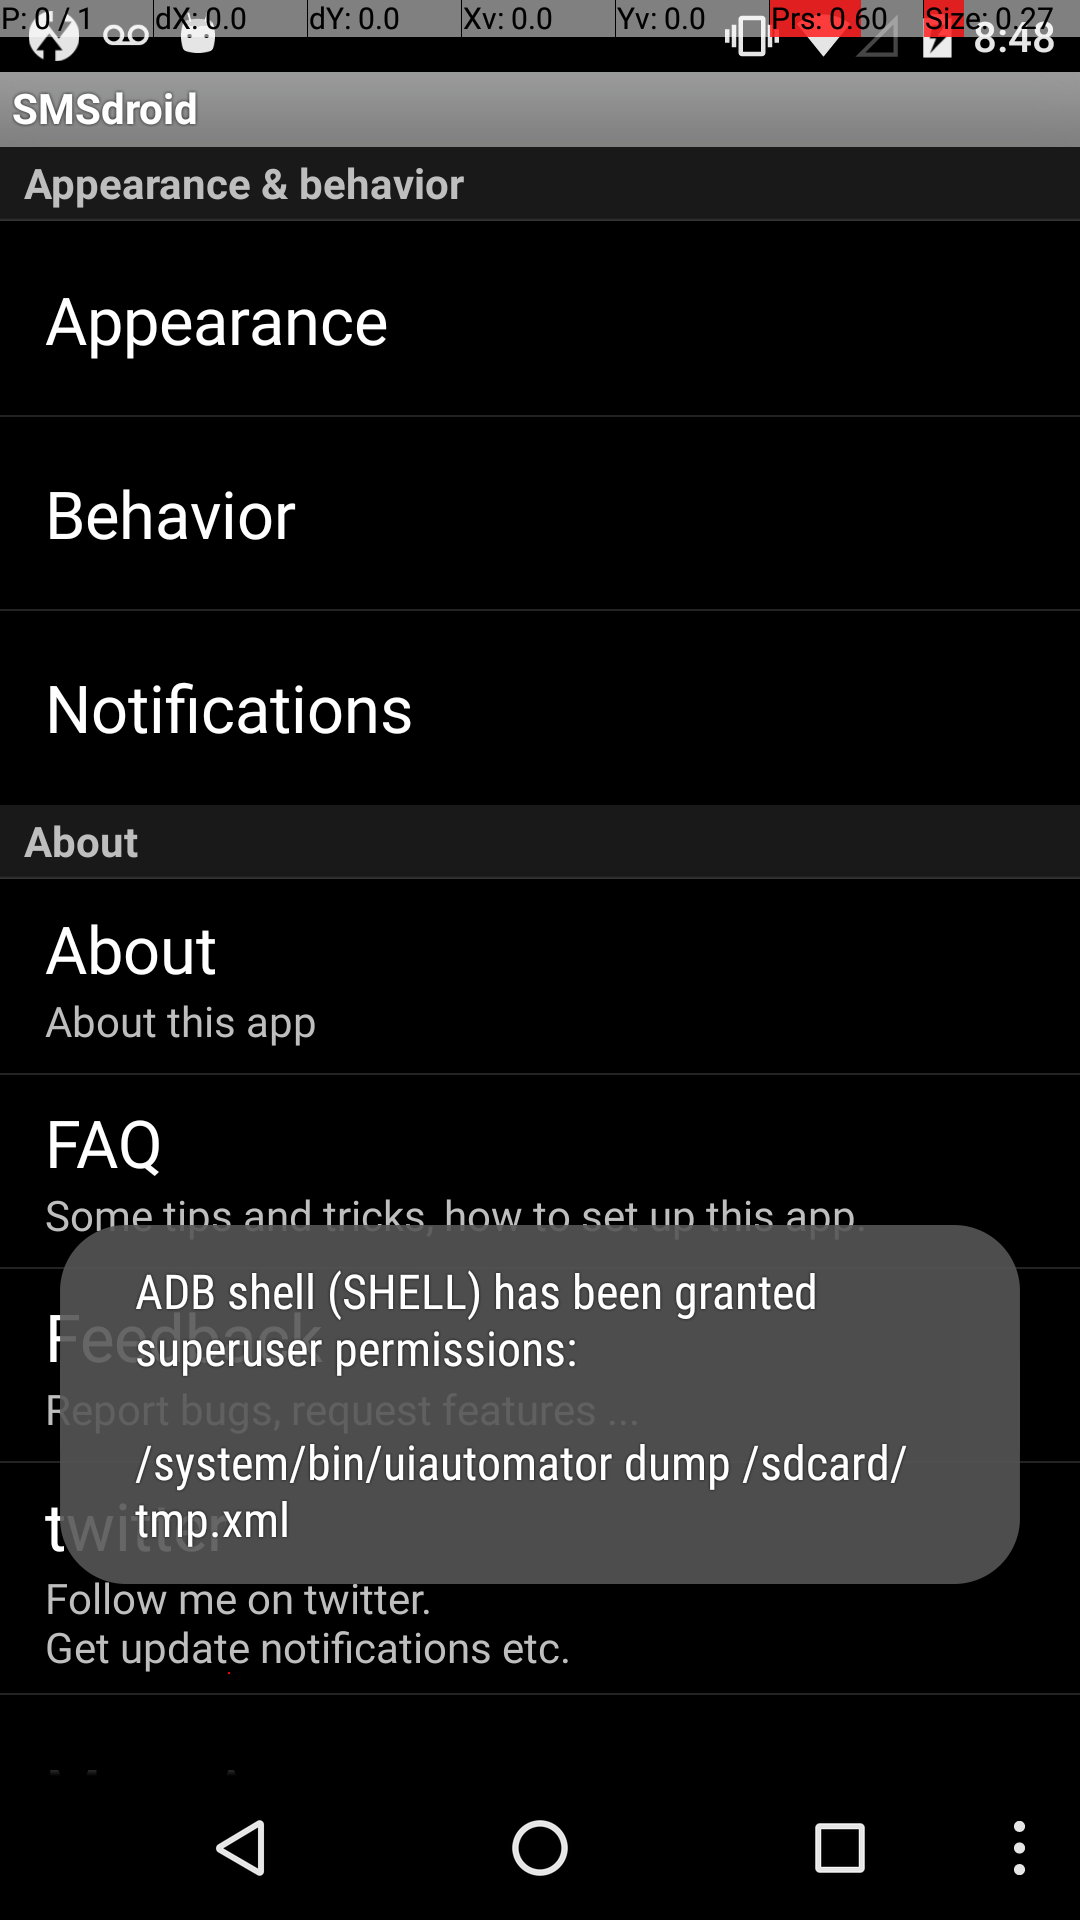 P: 0 / 1 dX: 0.0 dY: 0.0 Xv: 0.0 Yv: 0.0 Prs: 0.60 Size: 0.27
8:48
SMSdroid
Appearance & behavior
Appearance
Behavior
Notifications
About
About
About this app
FAQ
Some tips and tricks, how to set up this app.
Feedback
Report bugs, request features ...
ADB shell (SHELL) has been granted
superuser permissions:
/system/bin/uiautomator dump /sdcard/
tmp.xml
twitter
Follow me on twitter.
Get update notifications etc.